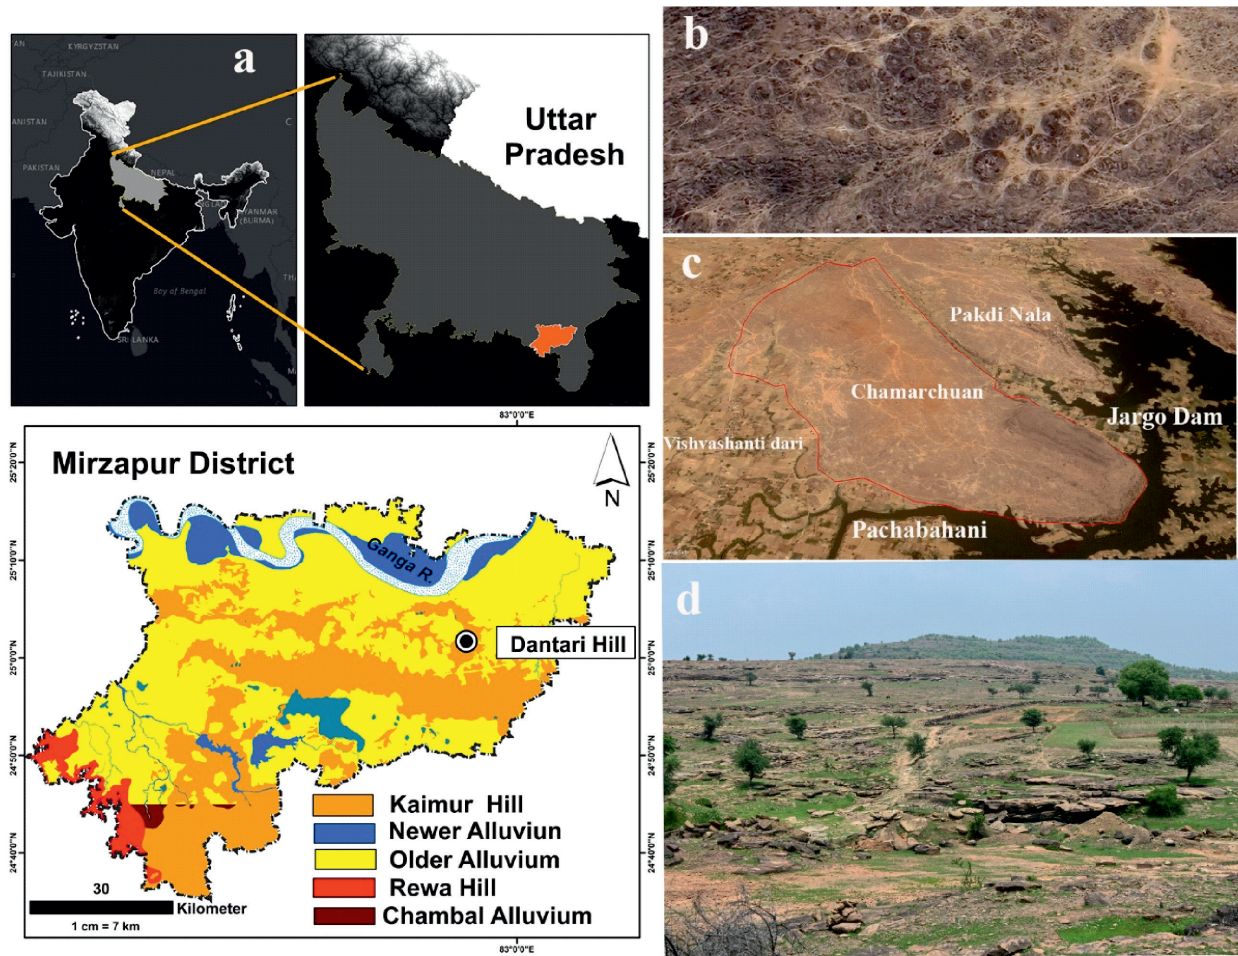 a
AN
KYRGYZSTAN
TAJIKISTAN
ANISTAN
C
PAKISTAN
NEPAL
MYANMAR
(BURMA)
Bay of Bengal
SRI LANKA
Uttar
Pradesh
b
c
Pakdi Nala
Chamarchuan
Jargo Dam
Vishvashanti dari
Pachabahani
d
83°0'0"E
Mirzapur District
N
25°20'0"N
25°20'0"N
25°10'0"N
25°10'0"N
Ganga R.
Dantari Hill
25°0'0"N
25°0'0"N
24°50'0"N
24°50'0"N
24°40'0"N
24°40'0"N
Kaimur Hill
Newer Alluviun
Older Alluvium
Rewa Hill
Chambal Alluvium
30
Kilometer
1 cm = 7 km
83°0'0"E